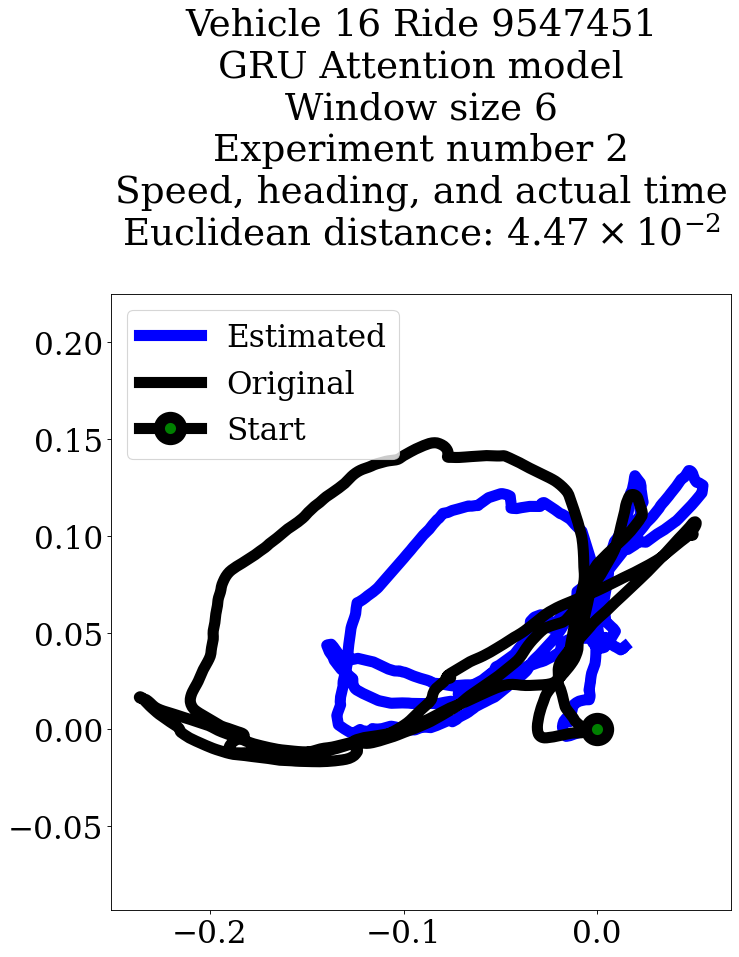 Vehicle 16 Ride 9547451
GRU Attention model
Window size 6
Experiment number 2
Speed, heading, and actual time
Euclidean distance: 4.47 × 10⁻²
0.20
0.15
0.10
0.05
0.00
−0.05
Estimated
Original
Start
−0.2
−0.1
0.0